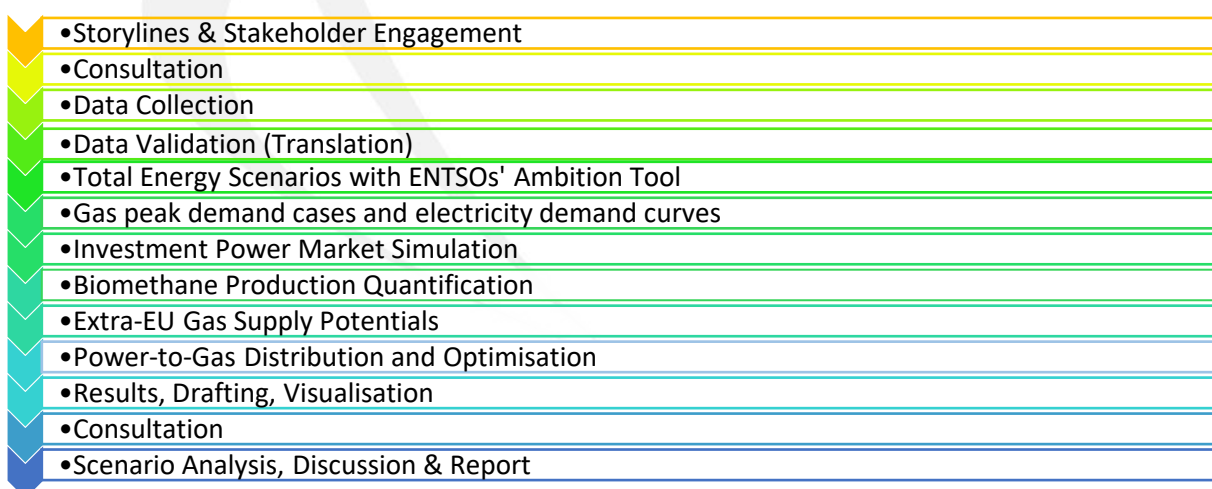 •Storylines & Stakeholder Engagement
•Consultation
•Data Collection
•Data Validation (Translation)
•Total Energy Scenarios with ENTSOs' Ambition Tool
•Gas peak demand cases and electricity demand curves
•Investment Power Market Simulation
•Biomethane Production Quantification
•Extra-EU Gas Supply Potentials
•Power-to-Gas Distribution and Optimisation
•Results, Drafting, Visualisation
•Consultation
•Scenario Analysis, Discussion & Report